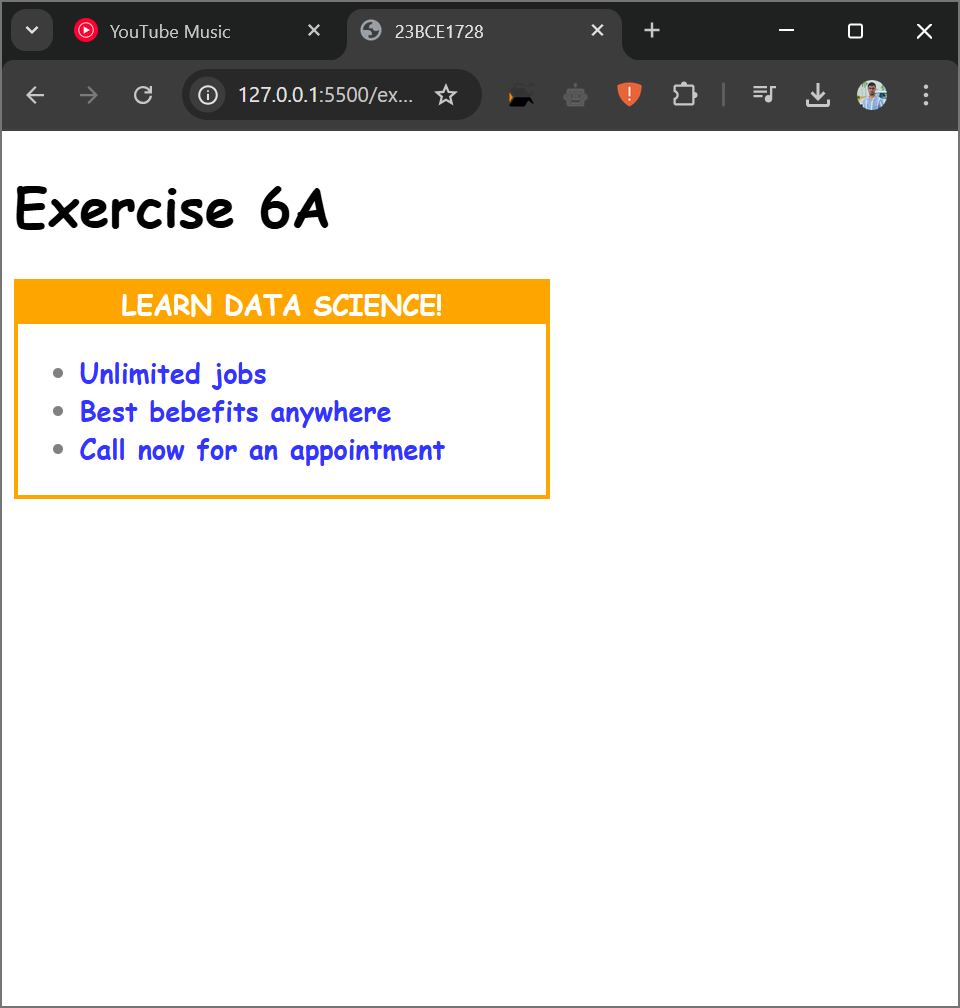 YouTube Music
23BCE1728
127.0.0.1:5500/ex...
Exercise 6A
LEARN DATA SCIENCE!
Unlimited jobs
Best bebefits anywhere
Call now for an appointment